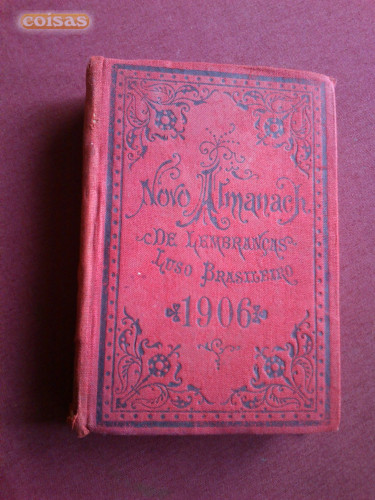 coisas
Novo Almanach
DE LEMBRANÇAS
LUSO BRASILEIRO
1906